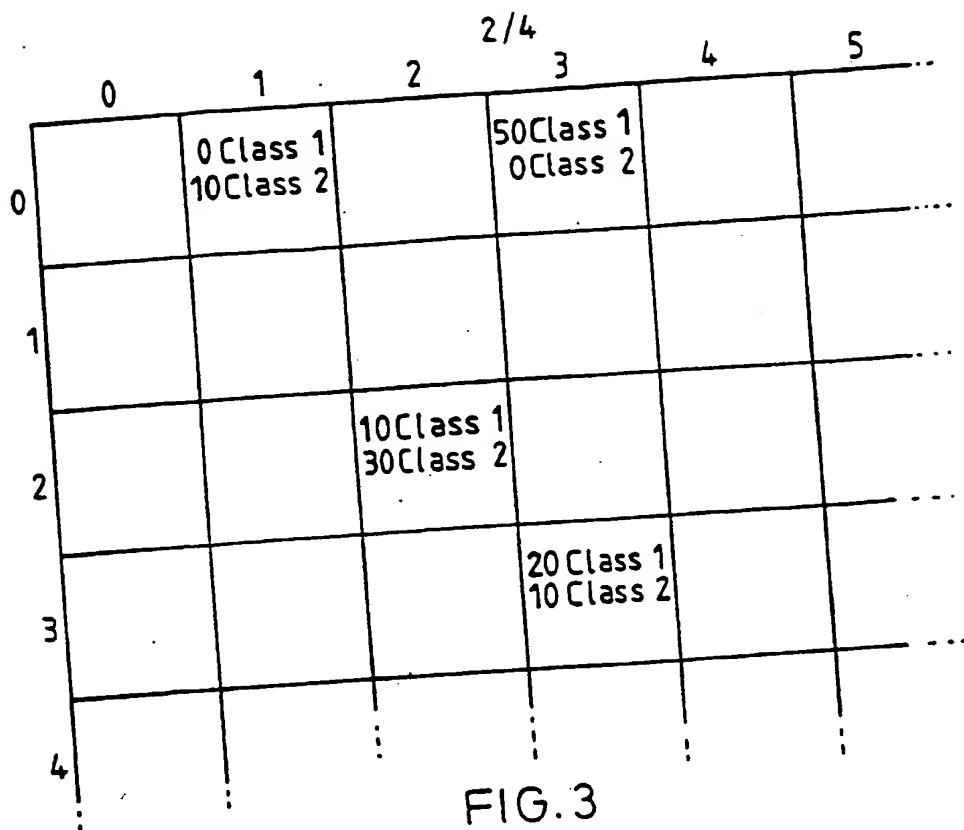 2/4
0 1 2 3 4 5
0 Class 1 50 Class 1
10 Class 2 0 Class 2
0
1
10 Class 1
30 Class 2
2
20 Class 1
10 Class 2
3
4
FIG. 3